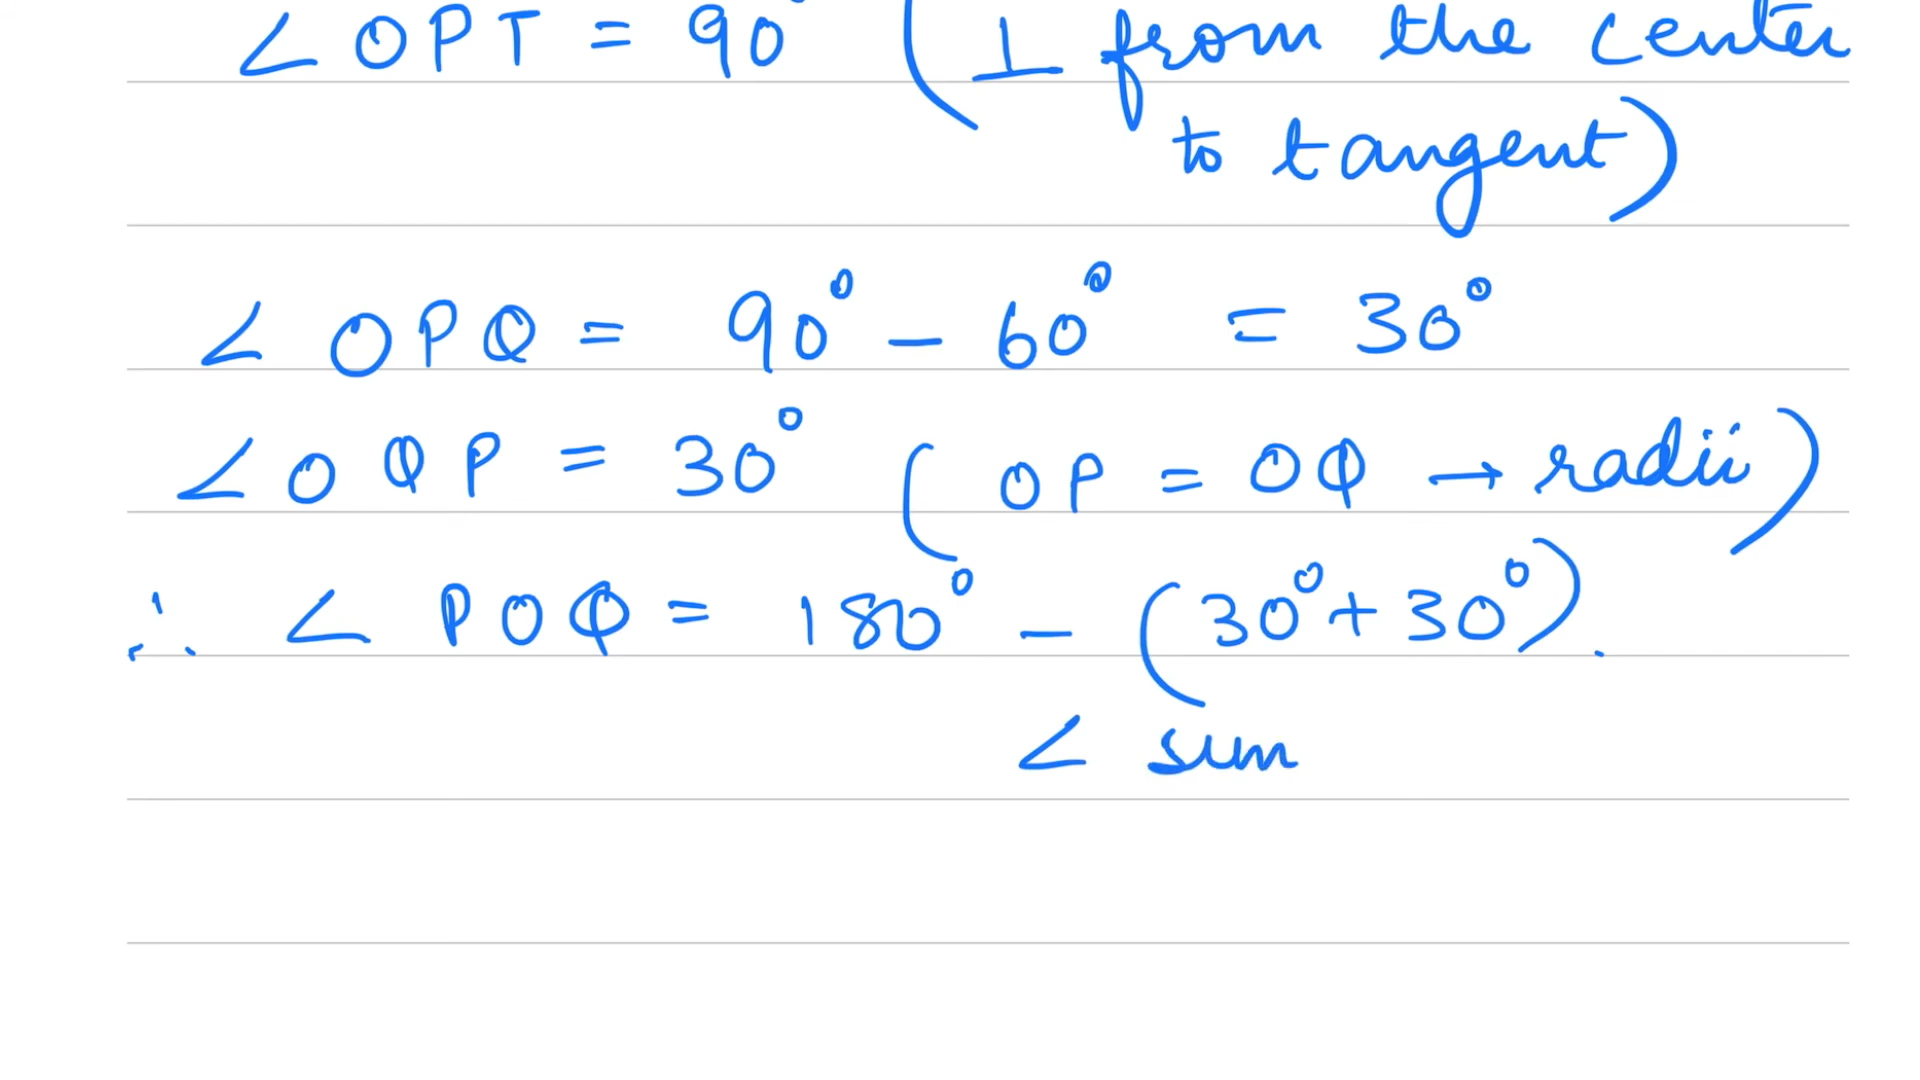 ∠ OPT = 90° (⊥ from the center
to tangent)
∠ OPQ = 90° - 60° = 30°
∠ OQP = 30° (OP = OQ → radii)
∴ ∠ POQ = 180° - (30° + 30°).
∠ sum